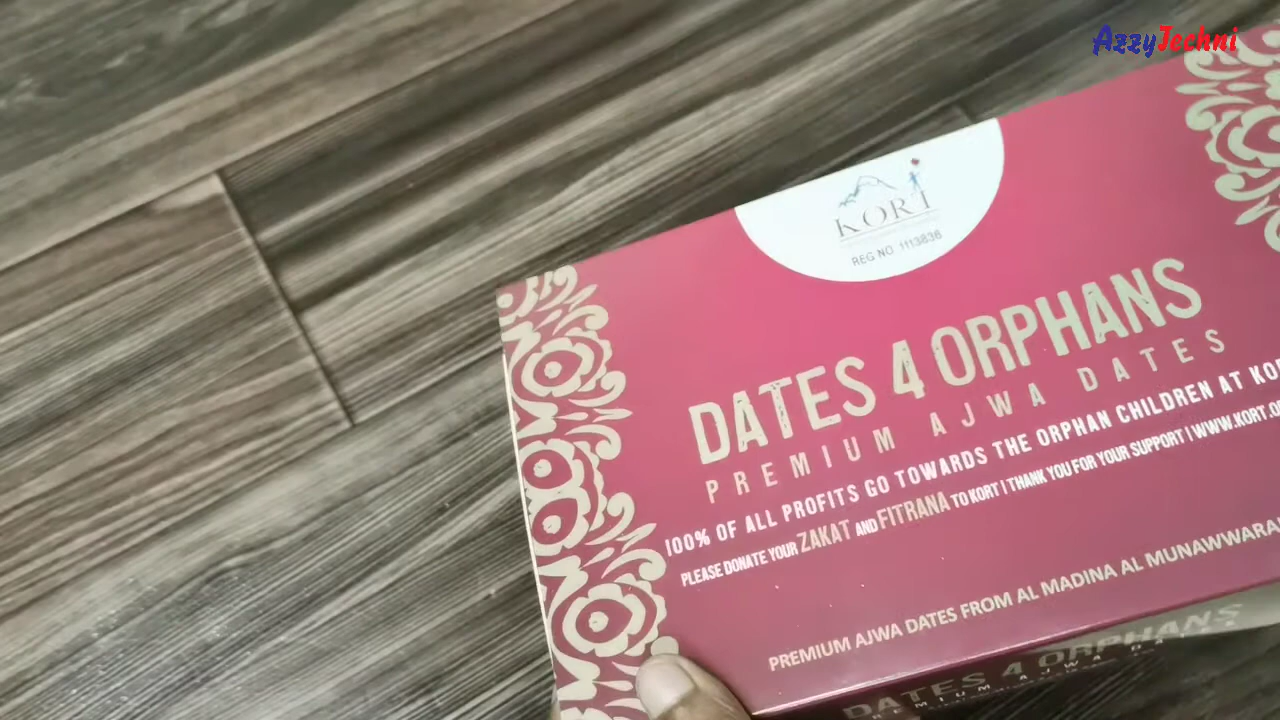 AzzyTechni
KORT
REG NO 1113836
DATES 4 ORPHANS
PREMIUM AJWA DATES
100% OF ALL PROFITS GO TOWARDS THE ORPHAN CHILDREN AT
PLEASE DONATE YOUR ZAKAT AND FITRANA TO KORT | THANK YOU FOR YOUR SUPPORT |
PREMIUM AJWA DATES FROM AL MADINA AL MUNAWWARA
DATES 4 ORPHANS
PREMIUM AJWA